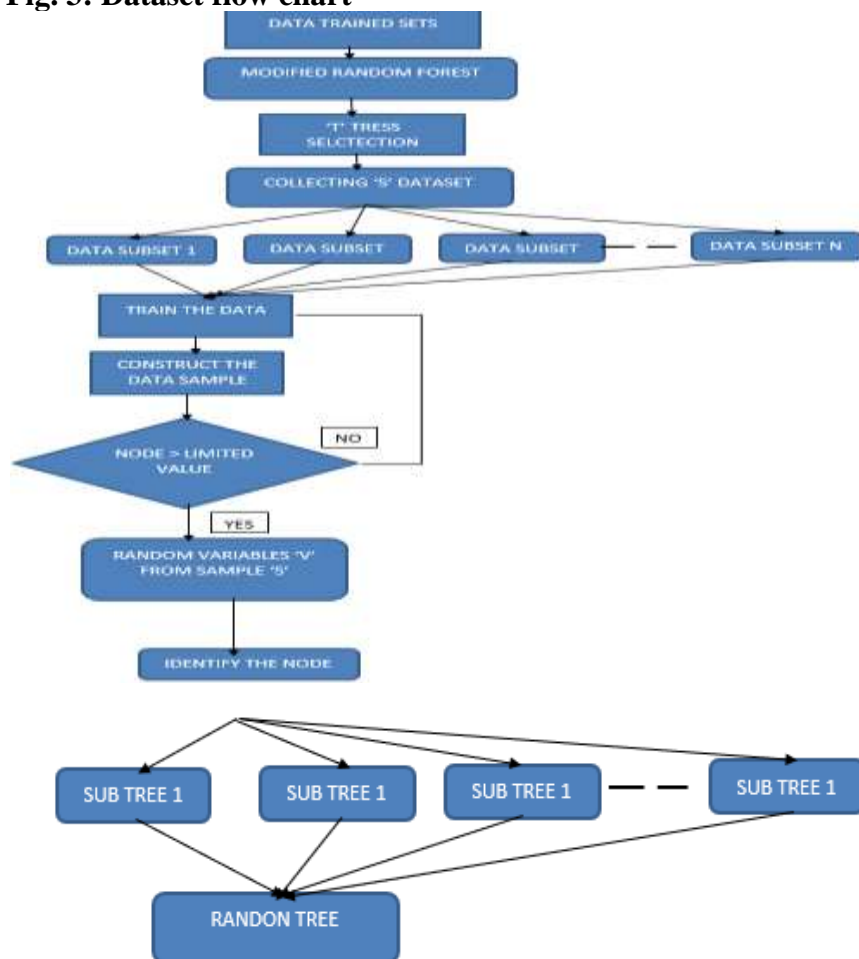 Fig. 3: Dataset flow chart
DATA TRAINED SETS
MODIFIED RANDOM FOREST
'T' TRESS
SELCTECTION
COLLECTING 'S' DATASET
DATA SUBSET 1
DATA SUBSET
DATA SUBSET
DATA SUBSET N
TRAIN THE DATA
CONSTRUCT THE
DATA SAMPLE
NO
NODE > LIMITED
VALUE
YES
RANDOM VARIABLES 'V'
FROM SAMPLE 'S'
IDENTIFY THE NODE
SUB TREE 1
SUB TREE 1
SUB TREE 1
SUB TREE 1
RANDON TREE